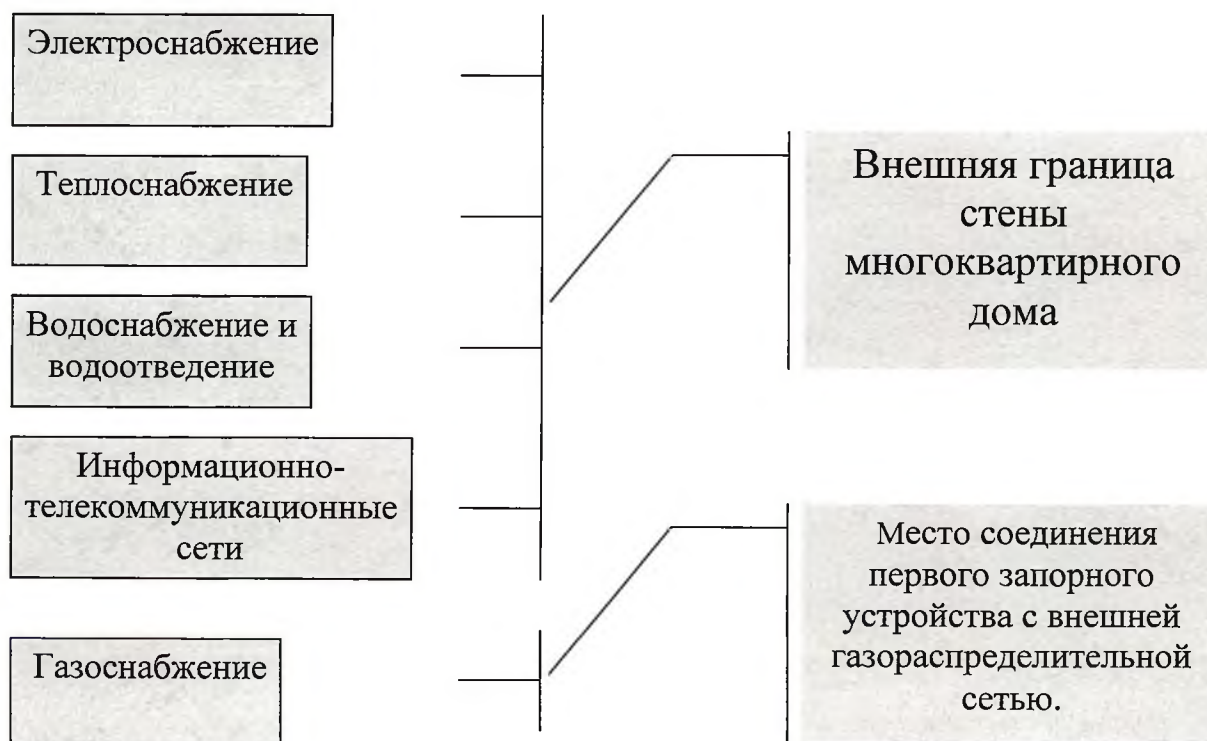 Электроснабжение
Теплоснабжение
Водоснабжение и
водоотведение
Информационно-
телекоммуникационные
сети
Газоснабжение
Внешняя граница
стены
многоквартирного
дома
Место соединения
первого запорного
устройства с внешней
газораспределительной
сетью.